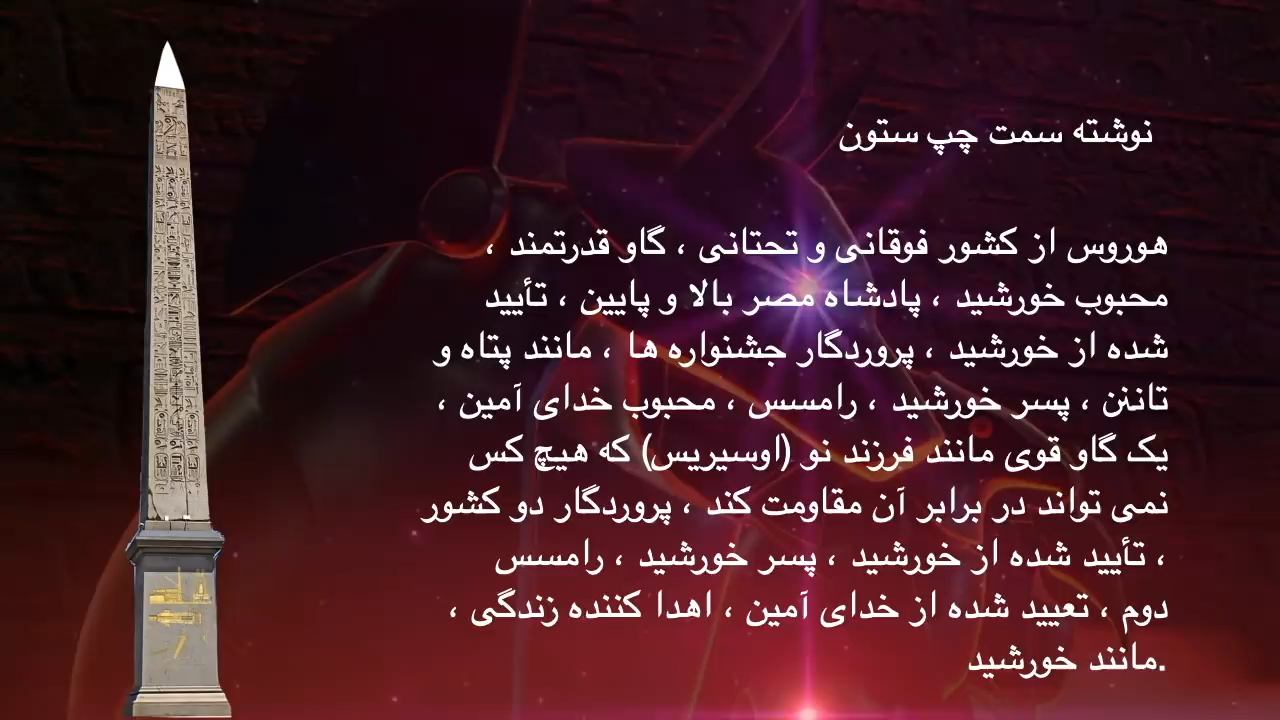 نوشته سمت چپ ستون
هوروس از کشور فوقانی و تحتانی ، گاو قدرتمند ،
محبوب خورشید ، پادشاه مصر بالا و پایین ، تأیید
شده از خورشید ، پروردگار جشنواره ها ، مانند پتاه و
تاننن ، پسر خورشید ، رامسس ، محبوب خدای آمین ،
یک گاو قوی مانند فرزند نو (اوسیریس) که هیچ کس
نمی تواند در برابر آن مقاومت کند ، پروردگار دو کشور
، تأیید شده از خورشید ، پسر خورشید ، رامسس
دوم ، تعیید شده از خدای آمین ، اهدا کننده زندگی ،
مانند خورشید.